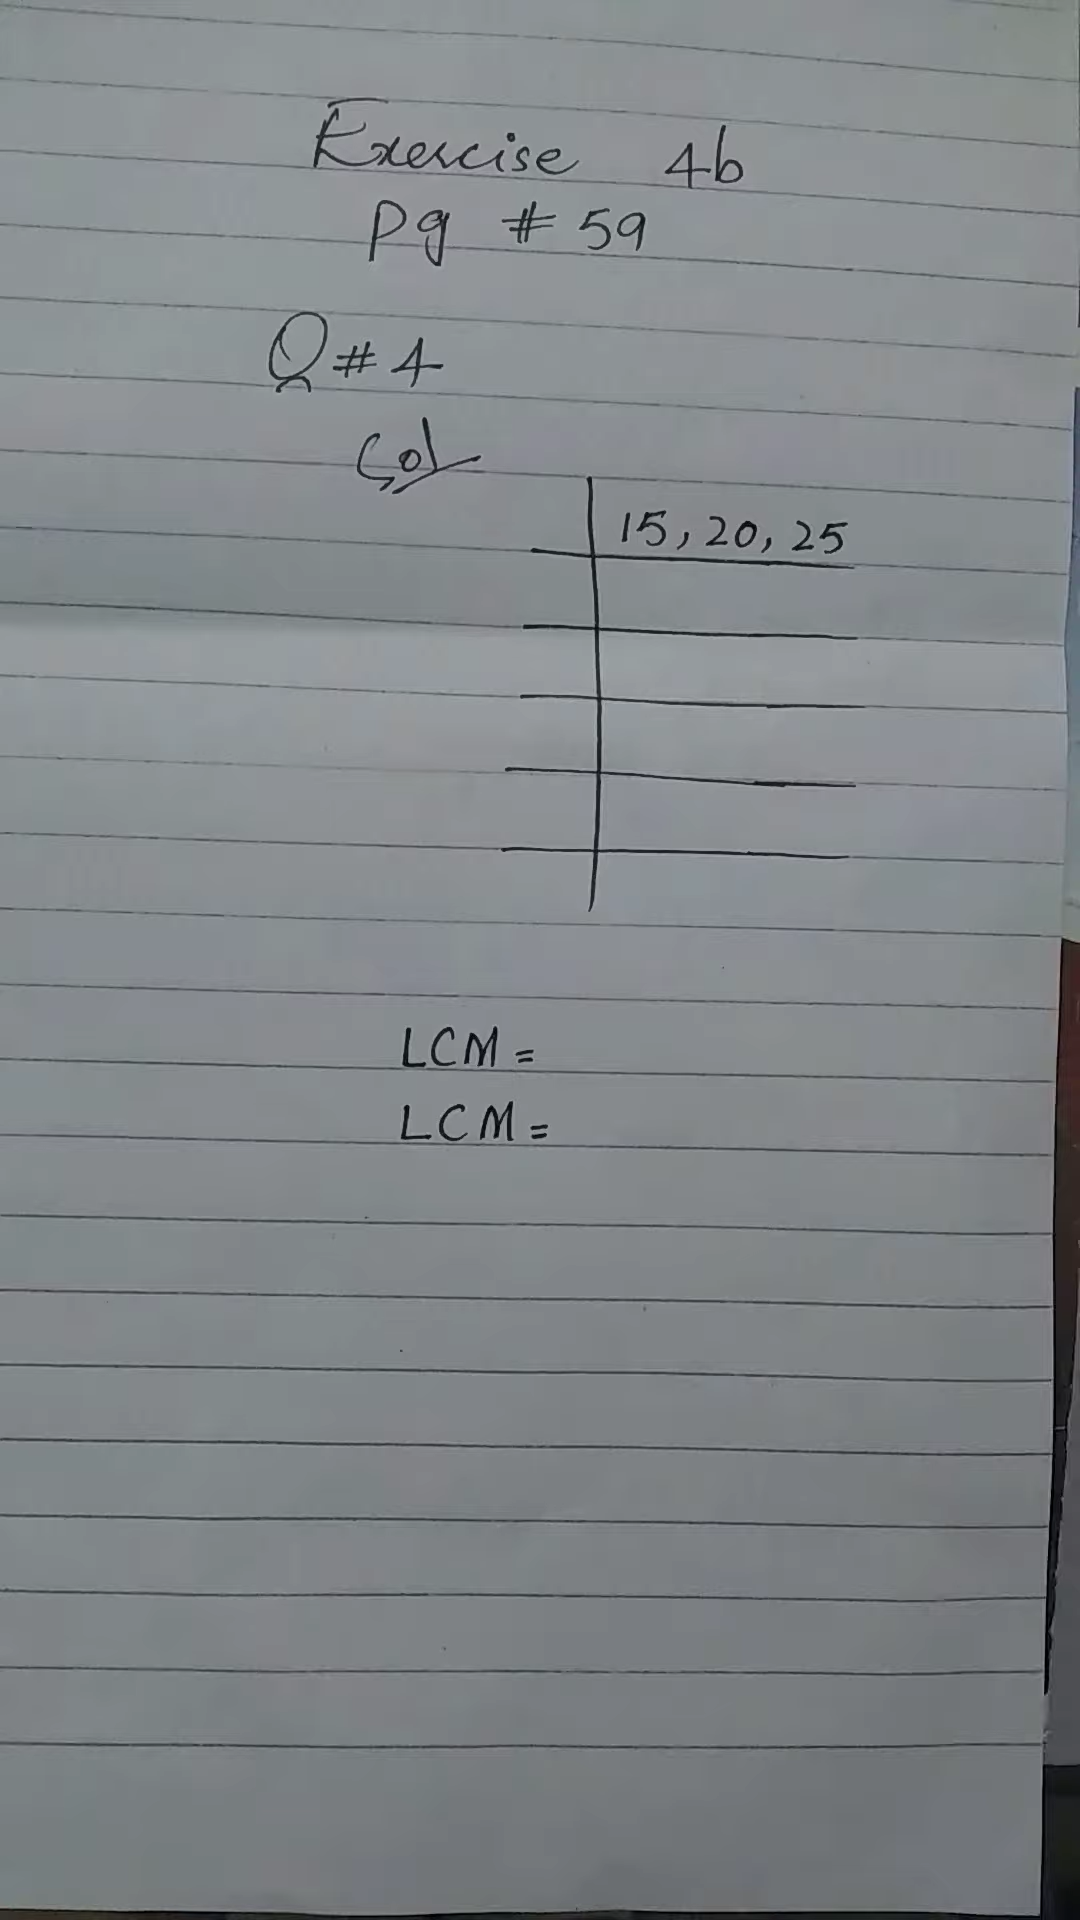 Exercise 4b
Pg # 59
Q # 4
Sol
15, 20, 25
LCM =
LCM =